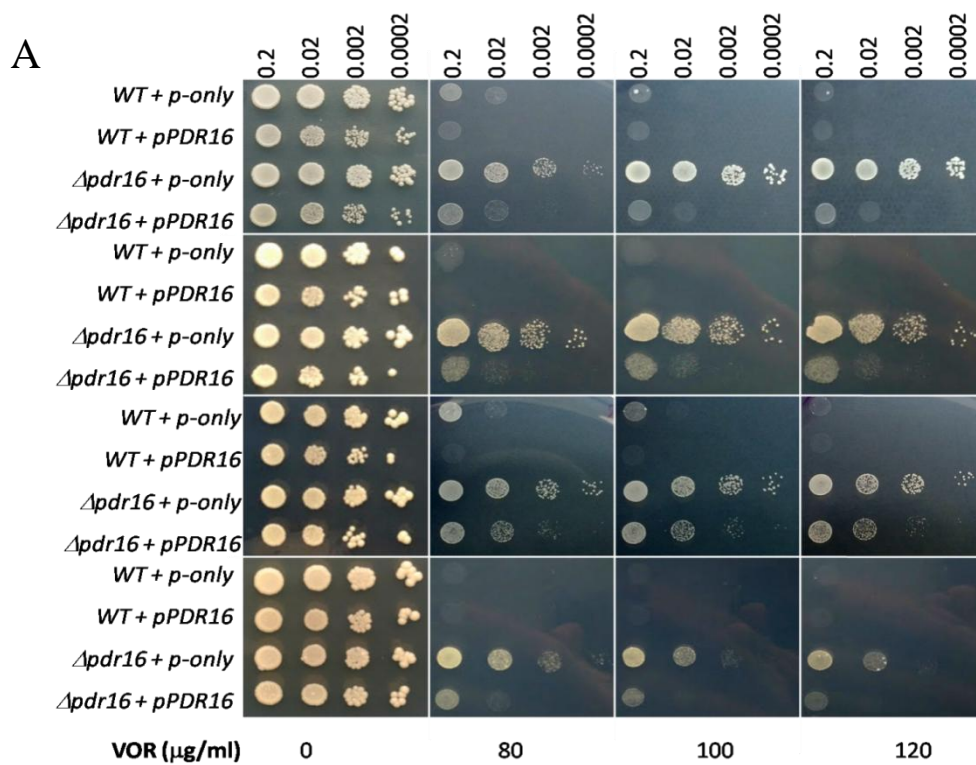 A
0.2 0.02 0.002 0.0002 0.2 0.02 0.002 0.0002 0.2 0.02 0.002 0.0002 0.2 0.02 0.002 0.0002
WT + p-only
WT + pPDR16
Δpdr16 + p-only
Δpdr16 + pPDR16
WT + p-only
WT + pPDR16
Δpdr16 + p-only
Δpdr16 + pPDR16
WT + p-only
WT + pPDR16
Δpdr16 + p-only
Δpdr16 + pPDR16
WT + p-only
WT + pPDR16
Δpdr16 + p-only
Δpdr16 + pPDR16
VOR (μg/ml) 0 80 100 120